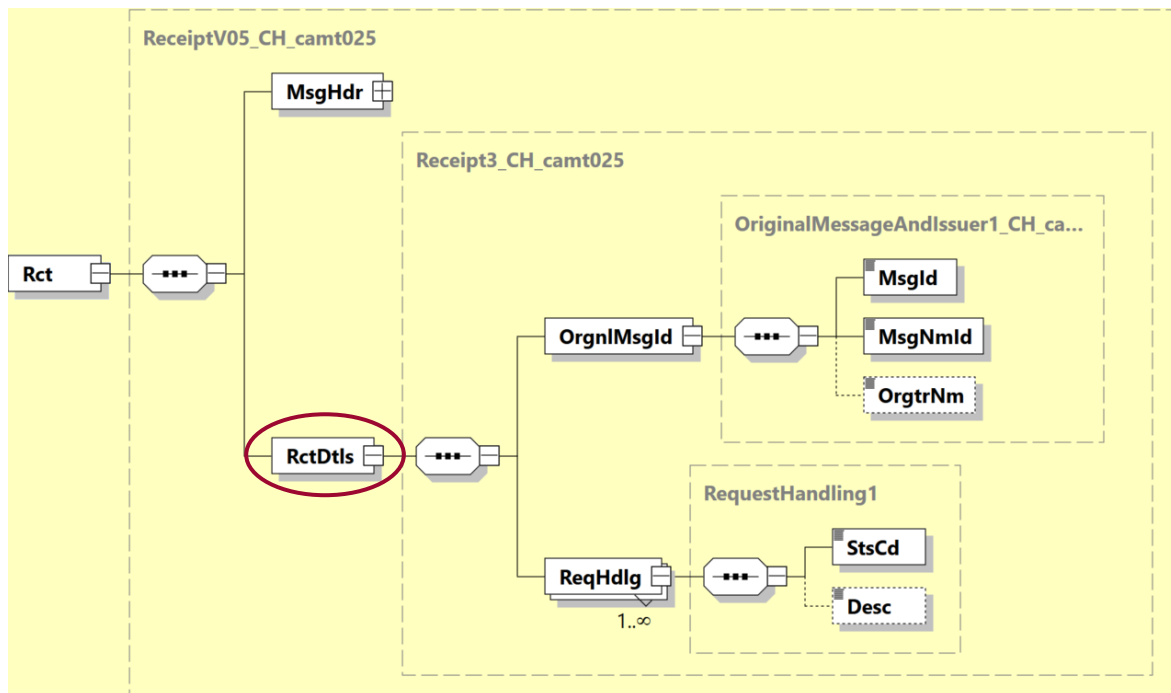 ReceiptV05_CH_camt025
MsgHdr
Receipt3_CH_camt025
OriginalMessageAndIssuer1_CH_ca...
Rct
MsgId
OrgnlMsgId
MsgNmId
OrgtrNm
RctDtls
RequestHandling1
StsCd
ReqHdlg
Desc
1..∞